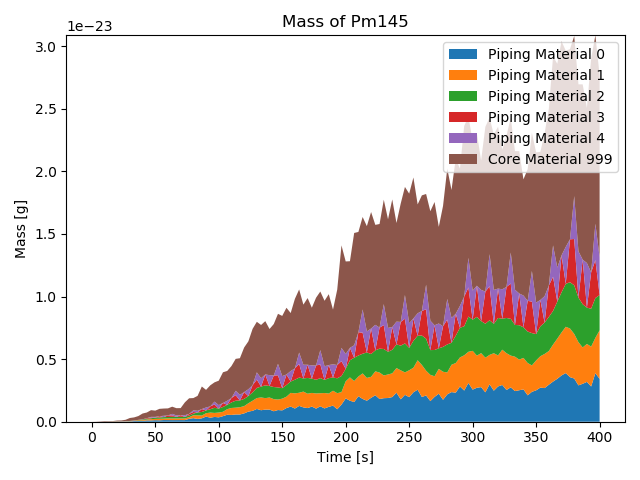 Mass of Pm145
1e−23
3.0
2.5
2.0
1.5
1.0
0.5
0.0
Mass [g]
Piping Material 0
Piping Material 1
Piping Material 2
Piping Material 3
Piping Material 4
Core Material 999
0 50 100 150 200 250 300 350 400
Time [s]